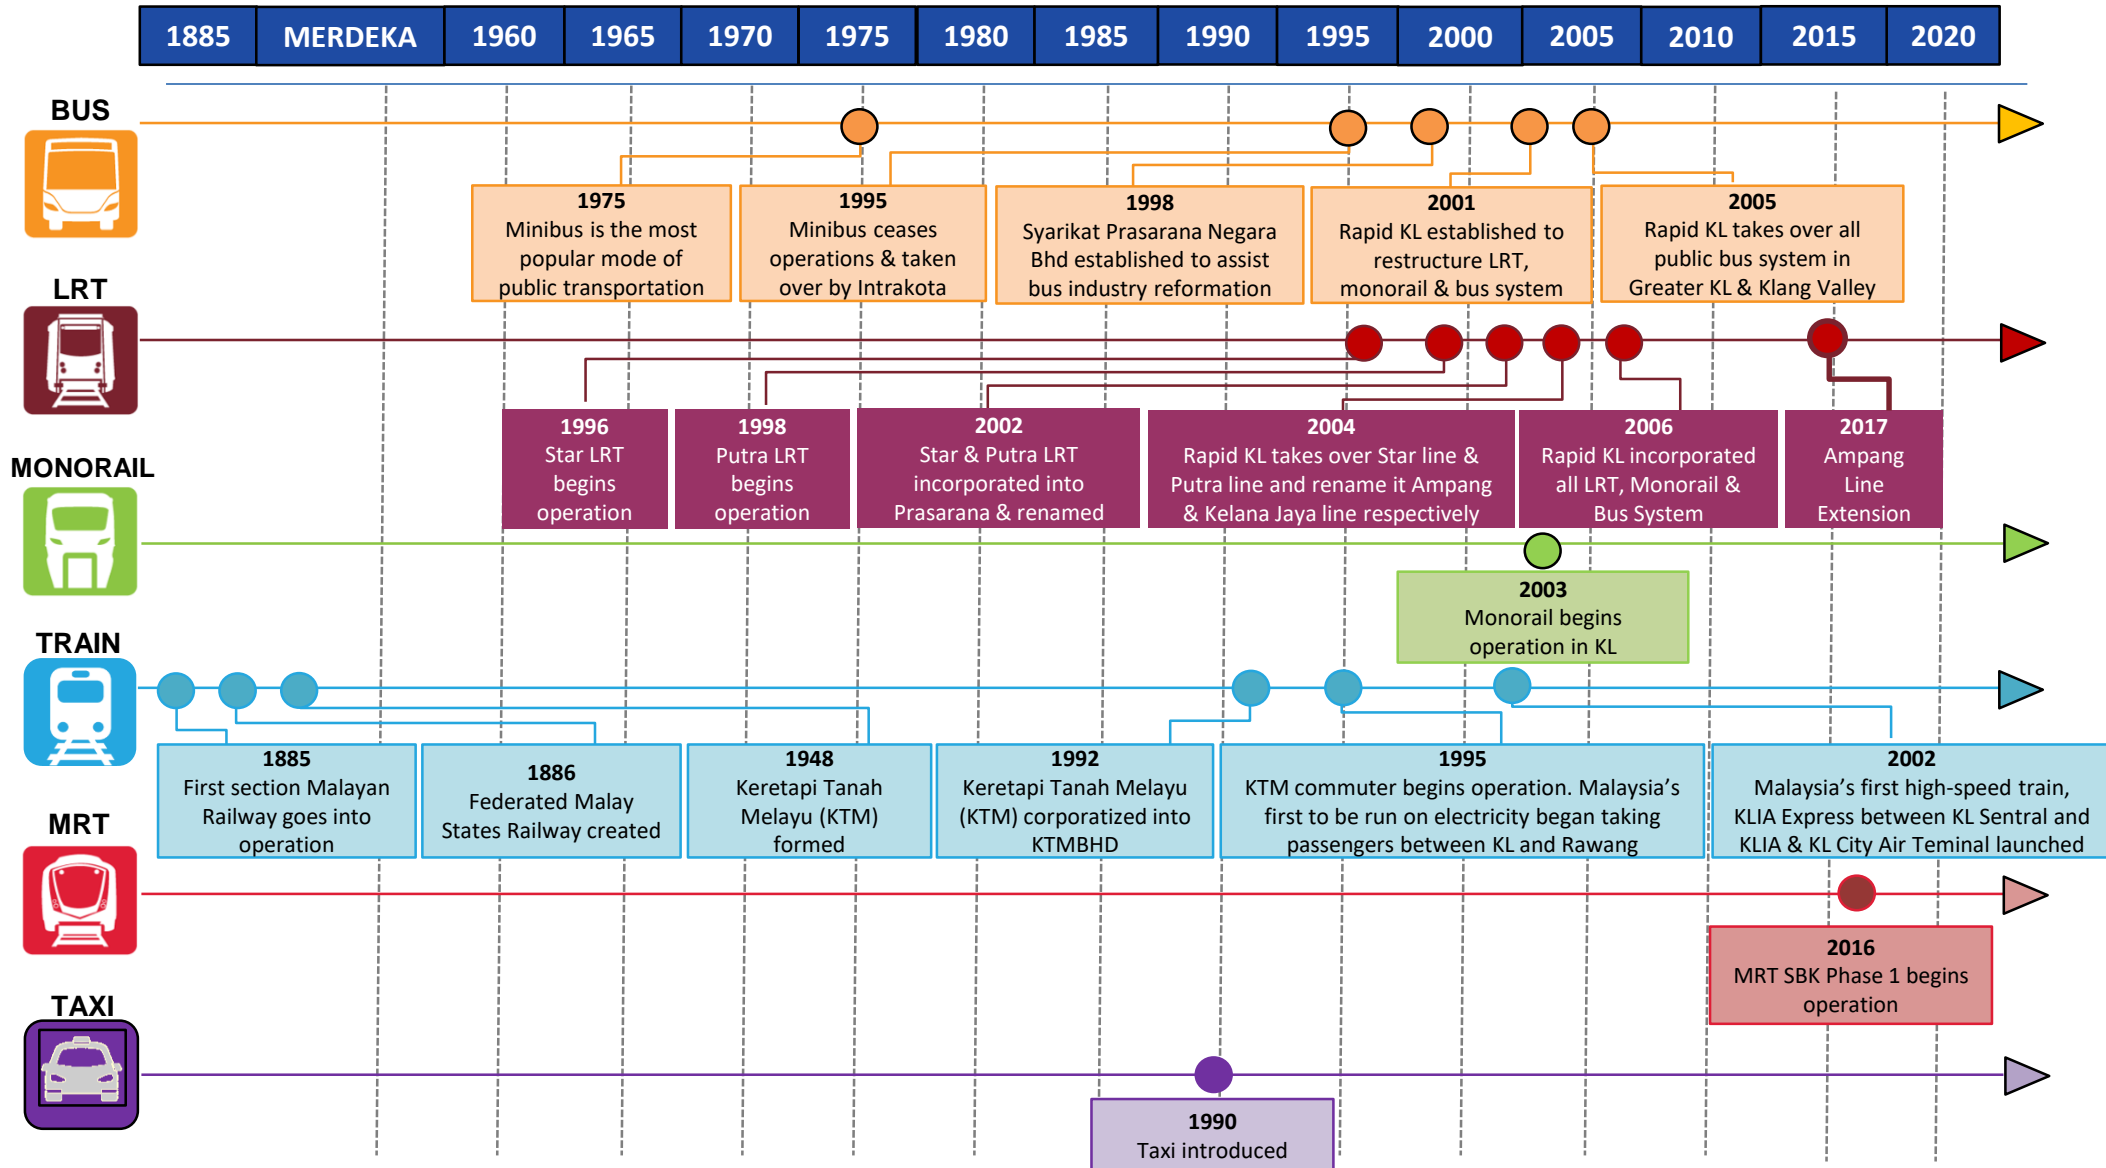 1885 MERDEKA 1960 1965 1970 1975 1980 1985 1990 1995 2000 2005 2010 2015 2020
BUS
1975
Minibus is the most
popular mode of
public transportation
1995
Minibus ceases
operations & taken
over by Intrakota
1998
Syarikat Prasarana Negara
Bhd established to assist
bus industry reformation
2001
Rapid KL established to
restructure LRT,
monorail & bus system
2005
Rapid KL takes over all
public bus system in
Greater KL & Klang Valley
LRT
1996
Star LRT
begins
operation
1998
Putra LRT
begins
operation
2002
Star & Putra LRT
incorporated into
Prasarana & renamed
2004
Rapid KL takes over Star line &
Putra line and rename it Ampang
& Kelana Jaya line respectively
2006
Rapid KL incorporated
all LRT, Monorail &
Bus System
2017
Ampang
Line
Extension
MONORAIL
2003
Monorail begins
operation in KL
TRAIN
1885
First section Malayan
Railway goes into
operation
1886
Federated Malay
States Railway created
1948
Keretapi Tanah
Melayu (KTM)
formed
1992
Keretapi Tanah Melayu
(KTM) corporatized into
KTMBHD
1995
KTM commuter begins operation. Malaysia's
first to be run on electricity began taking
passengers between KL and Rawang
2002
Malaysia's first high-speed train,
KLIA Express between KL Sentral and
KLIA & KL City Air Teminal launched
MRT
2016
MRT SBK Phase 1 begins
operation
TAXI
1990
Taxi introduced